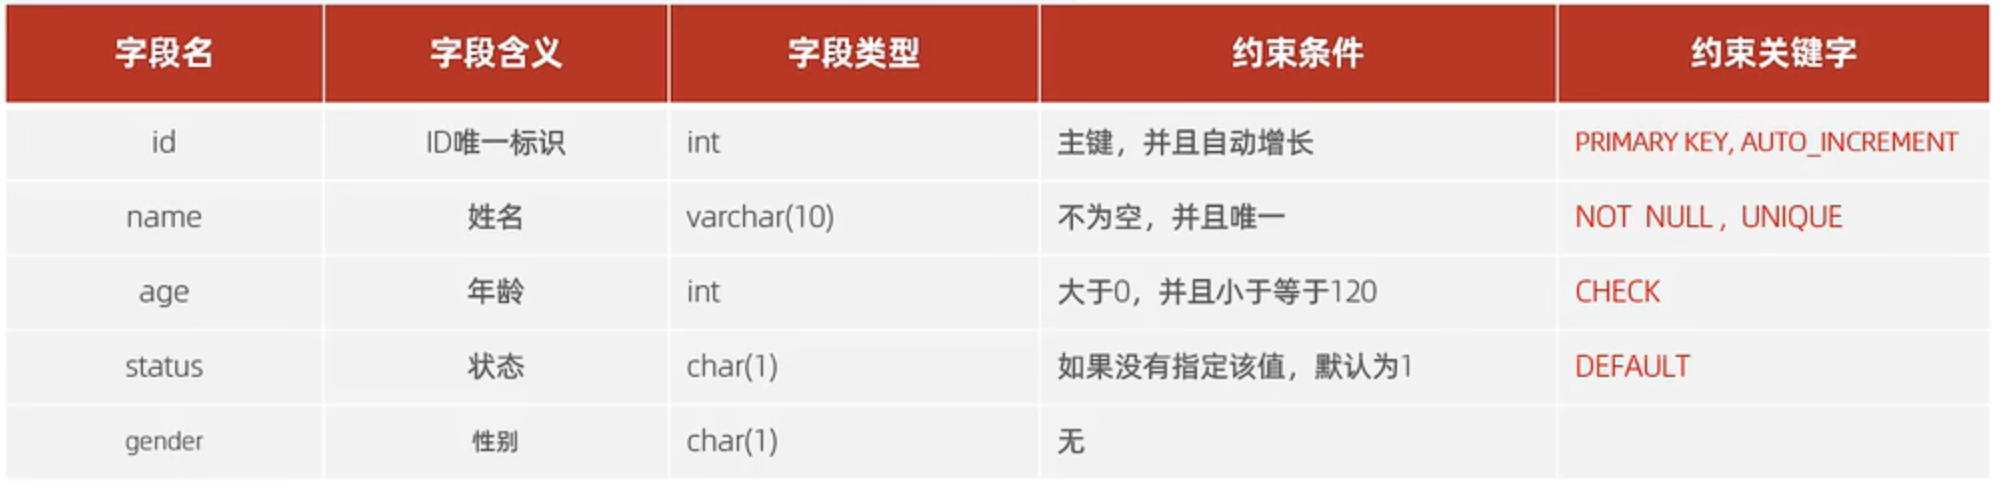 字段名 字段含义 字段类型 约束条件 约束关键字
id ID唯一标识 int 主键，并且自动增长 PRIMARY KEY, AUTO_INCREMENT
name 姓名 varchar(10) 不为空，并且唯一 NOT NULL , UNIQUE
age 年龄 int 大于0，并且小于等于120 CHECK
status 状态 char(1) 如果没有指定该值，默认为1 DEFAULT
gender 性别 char(1) 无